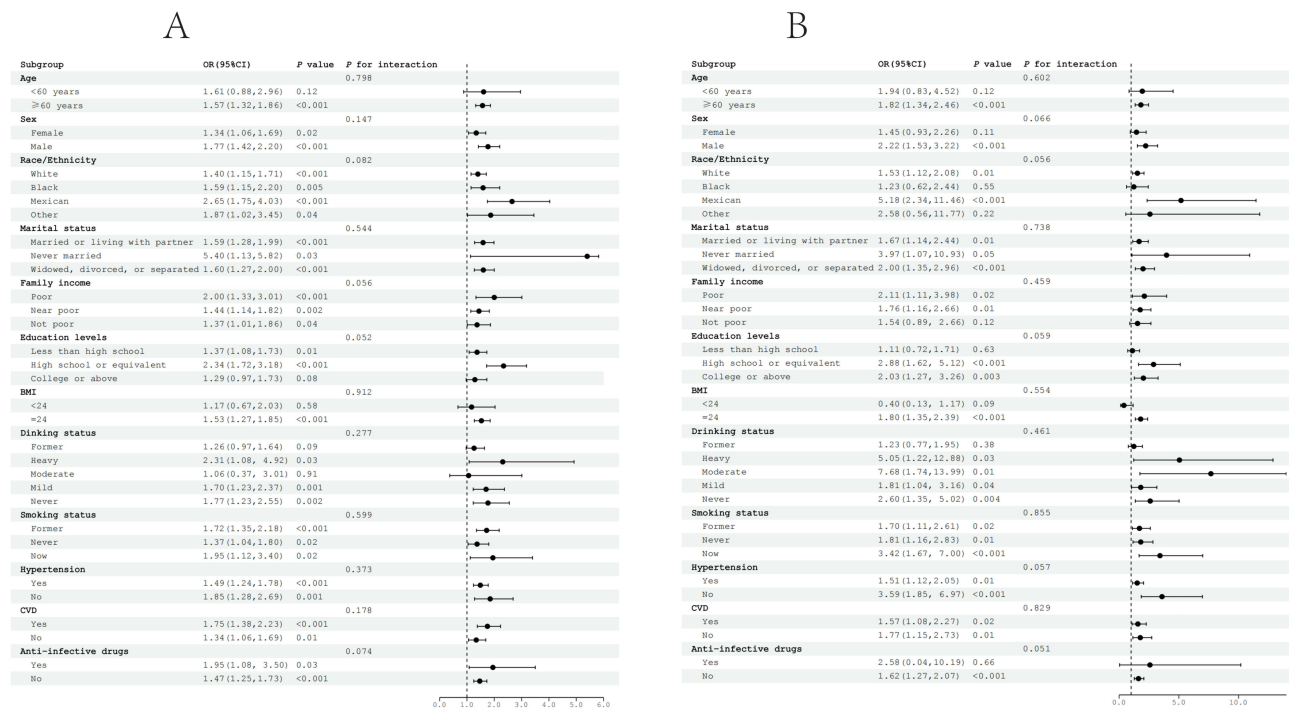 A
Subgroup OR(95%CI) P value P for interaction
Age 0.798
<60 years 1.61(0.88,2.96) 0.12
⩾60 years 1.57(1.32,1.86) <0.001
Sex 0.147
Female 1.34(1.06,1.69) 0.02
Male 1.77(1.42,2.20) <0.001
Race/Ethnicity 0.082
White 1.40(1.15,1.71) <0.001
Black 1.59(1.15,2.20) 0.005
Mexican 2.65(1.75,4.03) <0.001
Other 1.87(1.02,3.45) 0.04
Marital status 0.544
Married or living with partner 1.59(1.28,1.99) <0.001
Never married 5.40(1.13,5.82) 0.03
Widowed, divorced, or separated 1.60(1.27,2.00) <0.001
Family income 0.056
Poor 2.00(1.33,3.01) <0.001
Near poor 1.44(1.14,1.82) 0.002
Not poor 1.37(1.01,1.86) 0.04
Education levels 0.052
Less than high school 1.37(1.08,1.73) 0.01
High school or equivalent 2.34(1.72,3.18) <0.001
College or above 1.29(0.97,1.73) 0.08
BMI 0.912
<24 1.17(0.67,2.03) 0.58
=24 1.53(1.27,1.85) <0.001
Dinking status 0.277
Former 1.26(0.97,1.64) 0.09
Heavy 2.31(1.08, 4.92) 0.03
Moderate 1.06(0.37, 3.01) 0.91
Mild 1.70(1.23,2.37) 0.001
Never 1.77(1.23,2.55) 0.002
Smoking status 0.599
Former 1.72(1.35,2.18) <0.001
Never 1.37(1.04,1.80) 0.02
Now 1.95(1.12,3.40) 0.02
Hypertension 0.373
Yes 1.49(1.24,1.78) <0.001
No 1.85(1.28,2.69) 0.001
CVD 0.178
Yes 1.75(1.38,2.23) <0.001
No 1.34(1.06,1.69) 0.01
Anti-infective drugs 0.074
Yes 1.95(1.08, 3.50) 0.03
No 1.47(1.25,1.73) <0.001
0.0 1.0 2.0 3.0 4.0 5.0 6.0
B
Subgroup OR(95%CI) P value P for interaction
Age 0.602
<60 years 1.94(0.83,4.52) 0.12
⩾60 years 1.82(1.34,2.46) <0.001
Sex 0.066
Female 1.45(0.93,2.26) 0.11
Male 2.22(1.53,3.22) <0.001
Race/Ethnicity 0.056
White 1.53(1.12,2.08) 0.01
Black 1.23(0.62,2.44) 0.55
Mexican 5.18(2.34,11.46) <0.001
Other 2.58(0.56,11.77) 0.22
Marital status 0.738
Married or living with partner 1.67(1.14,2.44) 0.01
Never married 3.97(1.07,10.93) 0.05
Widowed, divorced, or separated 2.00(1.35,2.96) <0.001
Family income 0.459
Poor 2.11(1.11,3.98) 0.02
Near poor 1.76(1.16,2.66) 0.01
Not poor 1.54(0.89, 2.66) 0.12
Education levels 0.059
Less than high school 1.11(0.72,1.71) 0.63
High school or equivalent 2.88(1.62, 5.12) <0.001
College or above 2.03(1.27, 3.26) 0.003
BMI 0.554
<24 0.40(0.13, 1.17) 0.09
=24 1.80(1.35,2.39) <0.001
Drinking status 0.461
Former 1.23(0.77,1.95) 0.38
Heavy 5.05(1.22,12.88) 0.03
Moderate 7.68(1.74,13.99) 0.01
Mild 1.81(1.04, 3.16) 0.04
Never 2.60(1.35, 5.02) 0.004
Smoking status 0.855
Former 1.70(1.11,2.61) 0.02
Never 1.81(1.16,2.83) 0.01
Now 3.42(1.67, 7.00) <0.001
Hypertension 0.057
Yes 1.51(1.12,2.05) 0.01
No 3.59(1.85, 6.97) <0.001
CVD 0.829
Yes 1.57(1.08,2.27) 0.02
No 1.77(1.15,2.73) 0.01
Anti-infective drugs 0.051
Yes 2.58(0.04,10.19) 0.66
No 1.62(1.27,2.07) <0.001
0.0 5.0 10.0